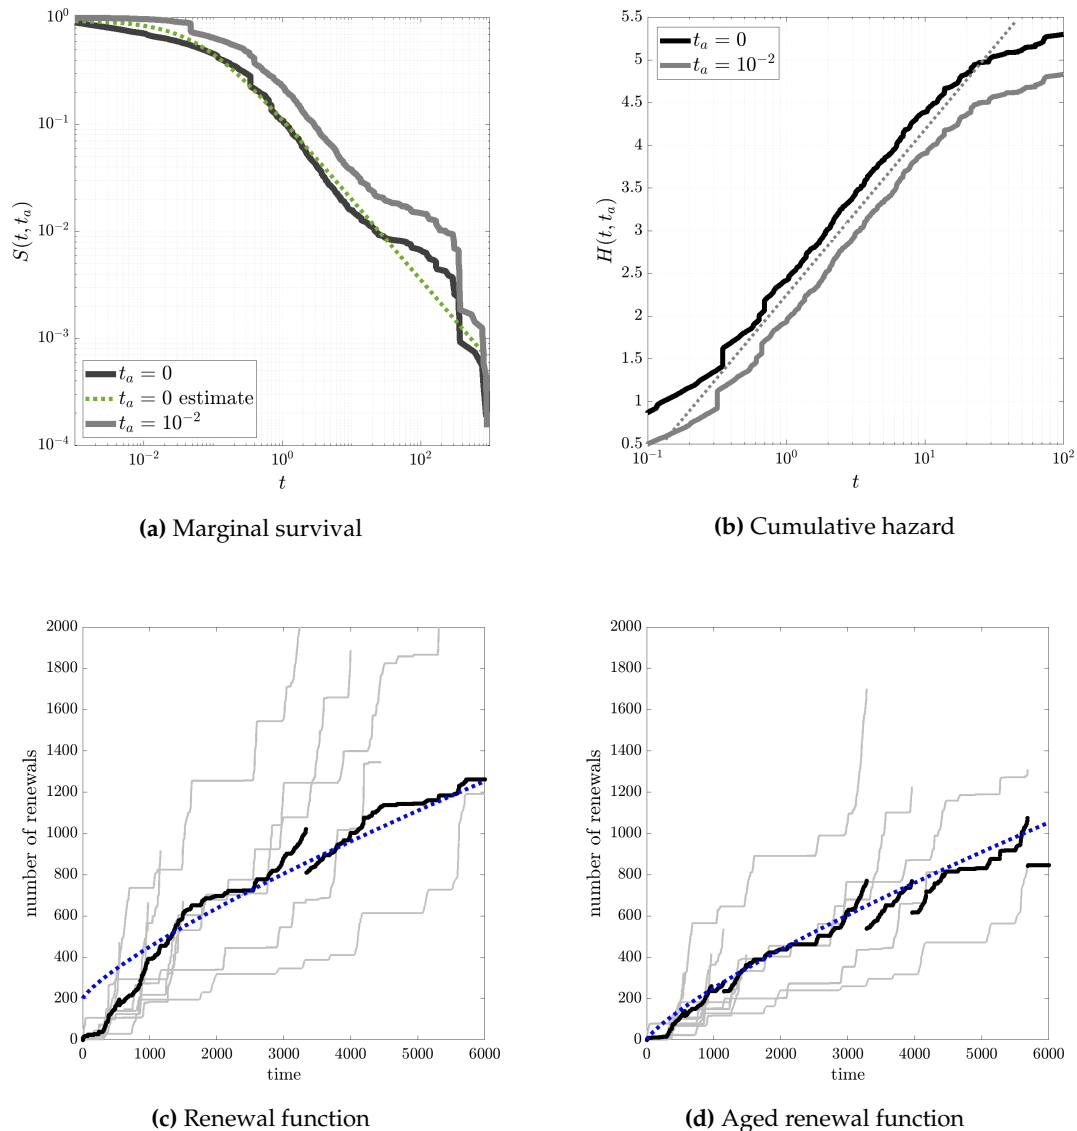 10^0
10^{-1}
10^{-2}
10^{-3}
10^{-4}
S(t, t_a)
t_a = 0
t_a = 0 estimate
t_a = 10^{-2}
10^{-2} 10^0 10^2
t
(a) Marginal survival
5.5
5
4.5
4
3.5
3
2.5
2
1.5
1
0.5
H(t, t_a)
t_a = 0
t_a = 10^{-2}
10^{-1} 10^0 10^1 10^2
t
(b) Cumulative hazard
2000
1800
1600
1400
1200
1000
800
600
400
200
0
number of renewals
0 1000 2000 3000 4000 5000 6000
time
(c) Renewal function
2000
1800
1600
1400
1200
1000
800
600
400
200
0
number of renewals
0 1000 2000 3000 4000 5000 6000
time
(d) Aged renewal function